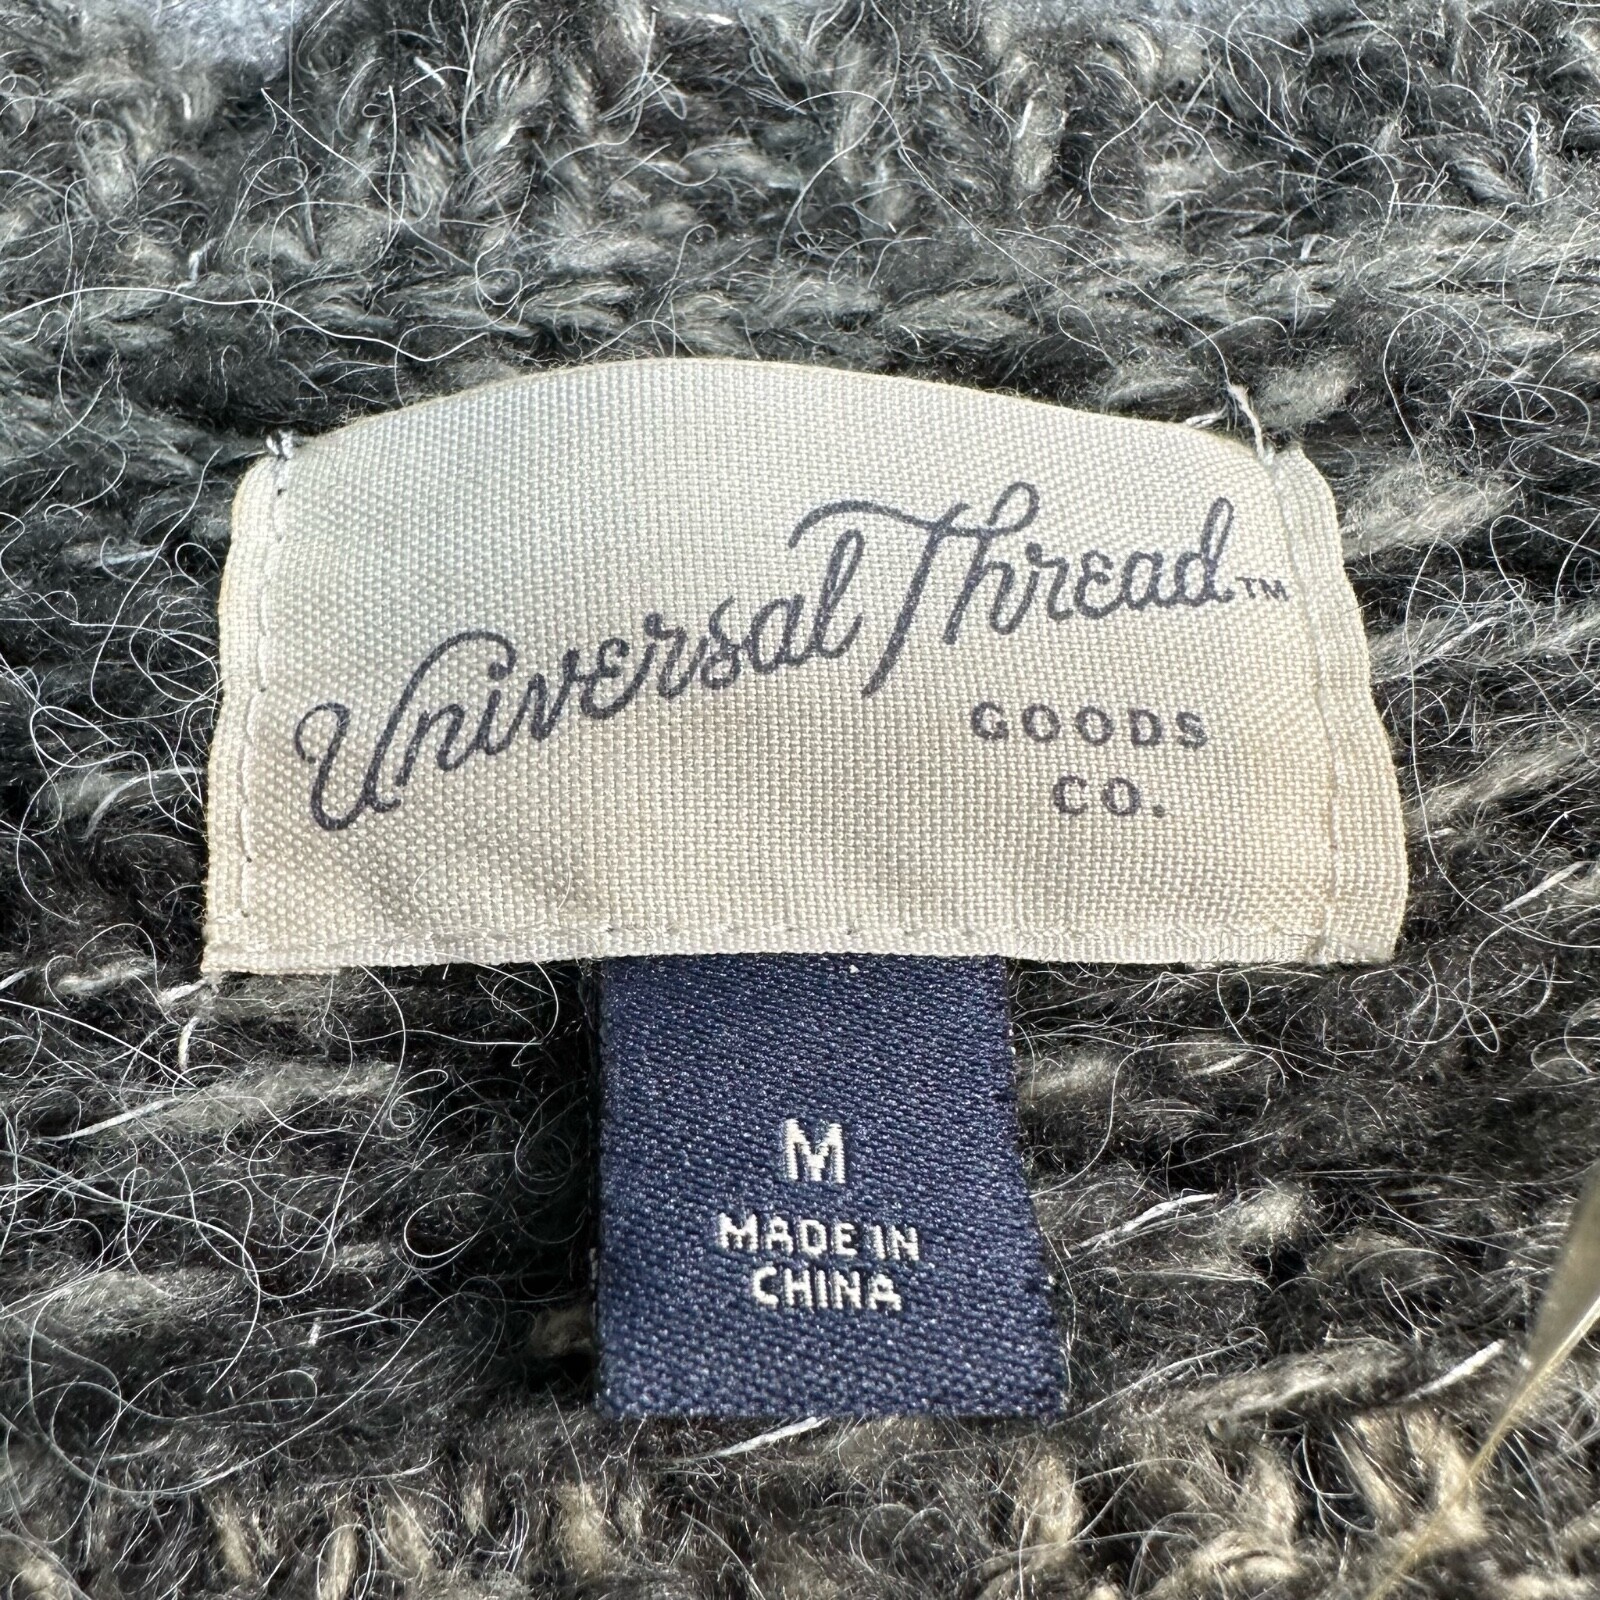 Universal Thread™
GOODS
CO.
M
MADE IN
CHINA